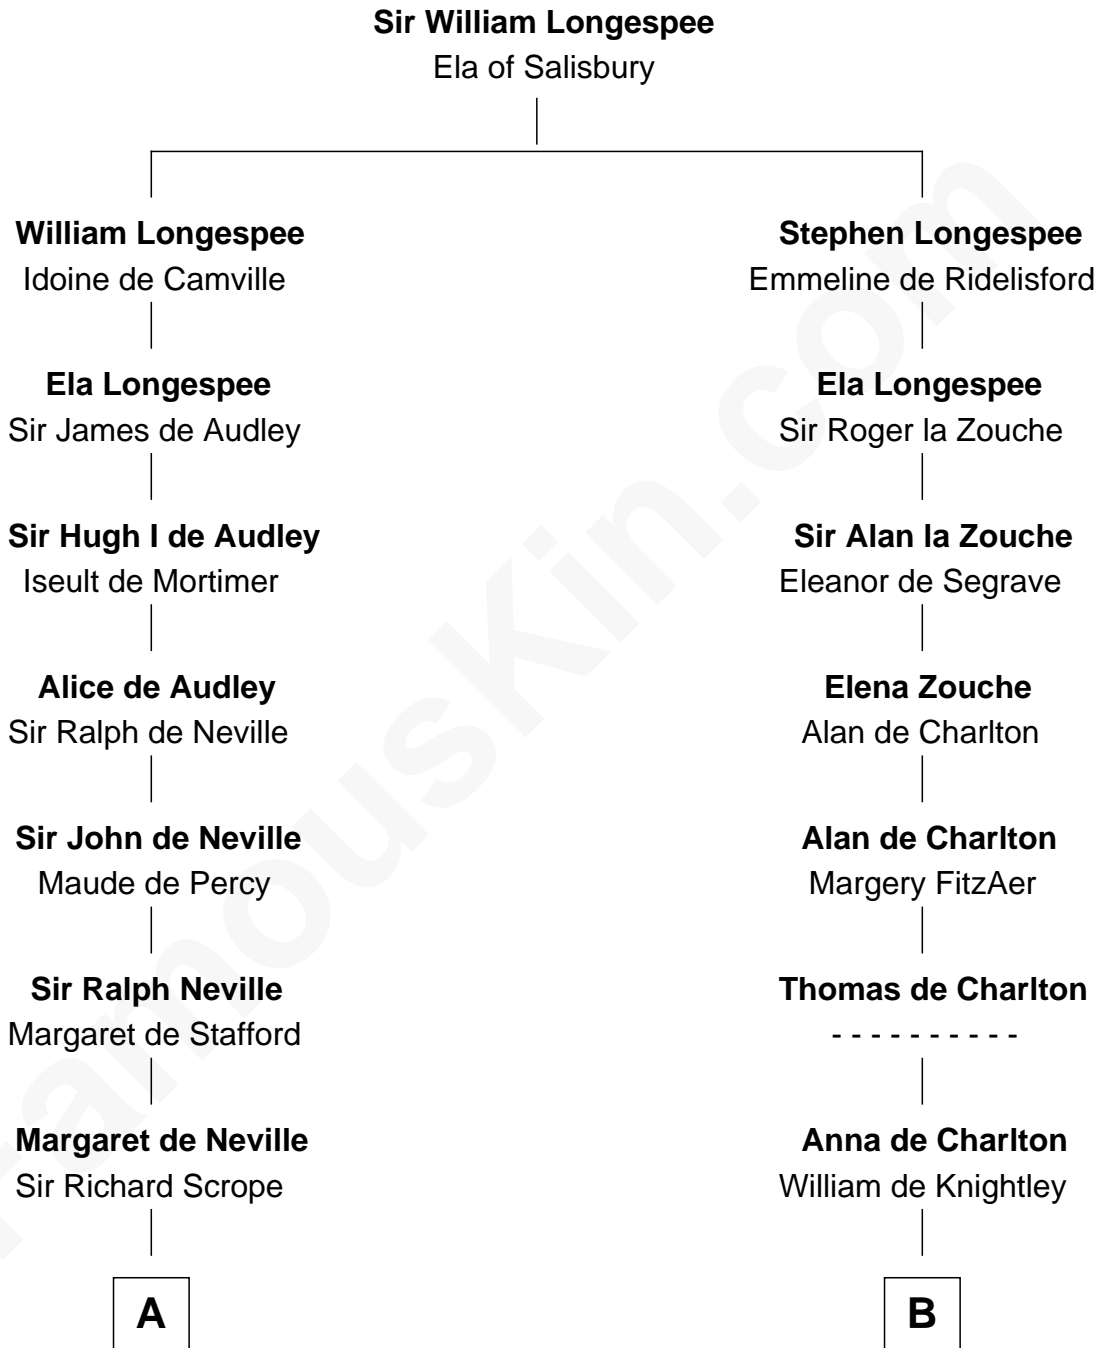 Sir William Longespee
Ela of Salisbury
William Longespee
Idoine de Camville
Ela Longespee
Sir James de Audley
Sir Hugh I de Audley
Iseult de Mortimer
Alice de Audley
Sir Ralph de Neville
Sir John de Neville
Maude de Percy
Sir Ralph Neville
Margaret de Stafford
Margaret de Neville
Sir Richard Scrope
A
Stephen Longespee
Emmeline de Ridelisford
Ela Longespee
Sir Roger la Zouche
Sir Alan la Zouche
Eleanor de Segrave
Elena Zouche
Alan de Charlton
Alan de Charlton
Margery FitzAer
Thomas de Charlton
- - - - - - - - - -
Anna de Charlton
William de Knightley
B
FamousKin.com